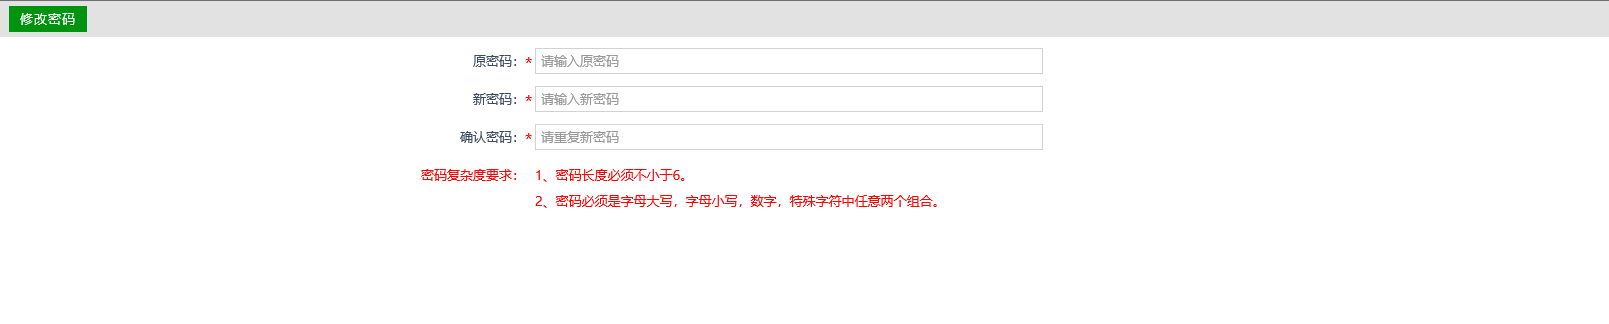 修改密码
原密码：* 请输入原密码
新密码：* 请输入新密码
确认密码：* 请重复新密码
密码复杂度要求： 1、密码长度必须不小于6。
2、密码必须是字母大写，字母小写，数字，特殊字符中任意两个组合。